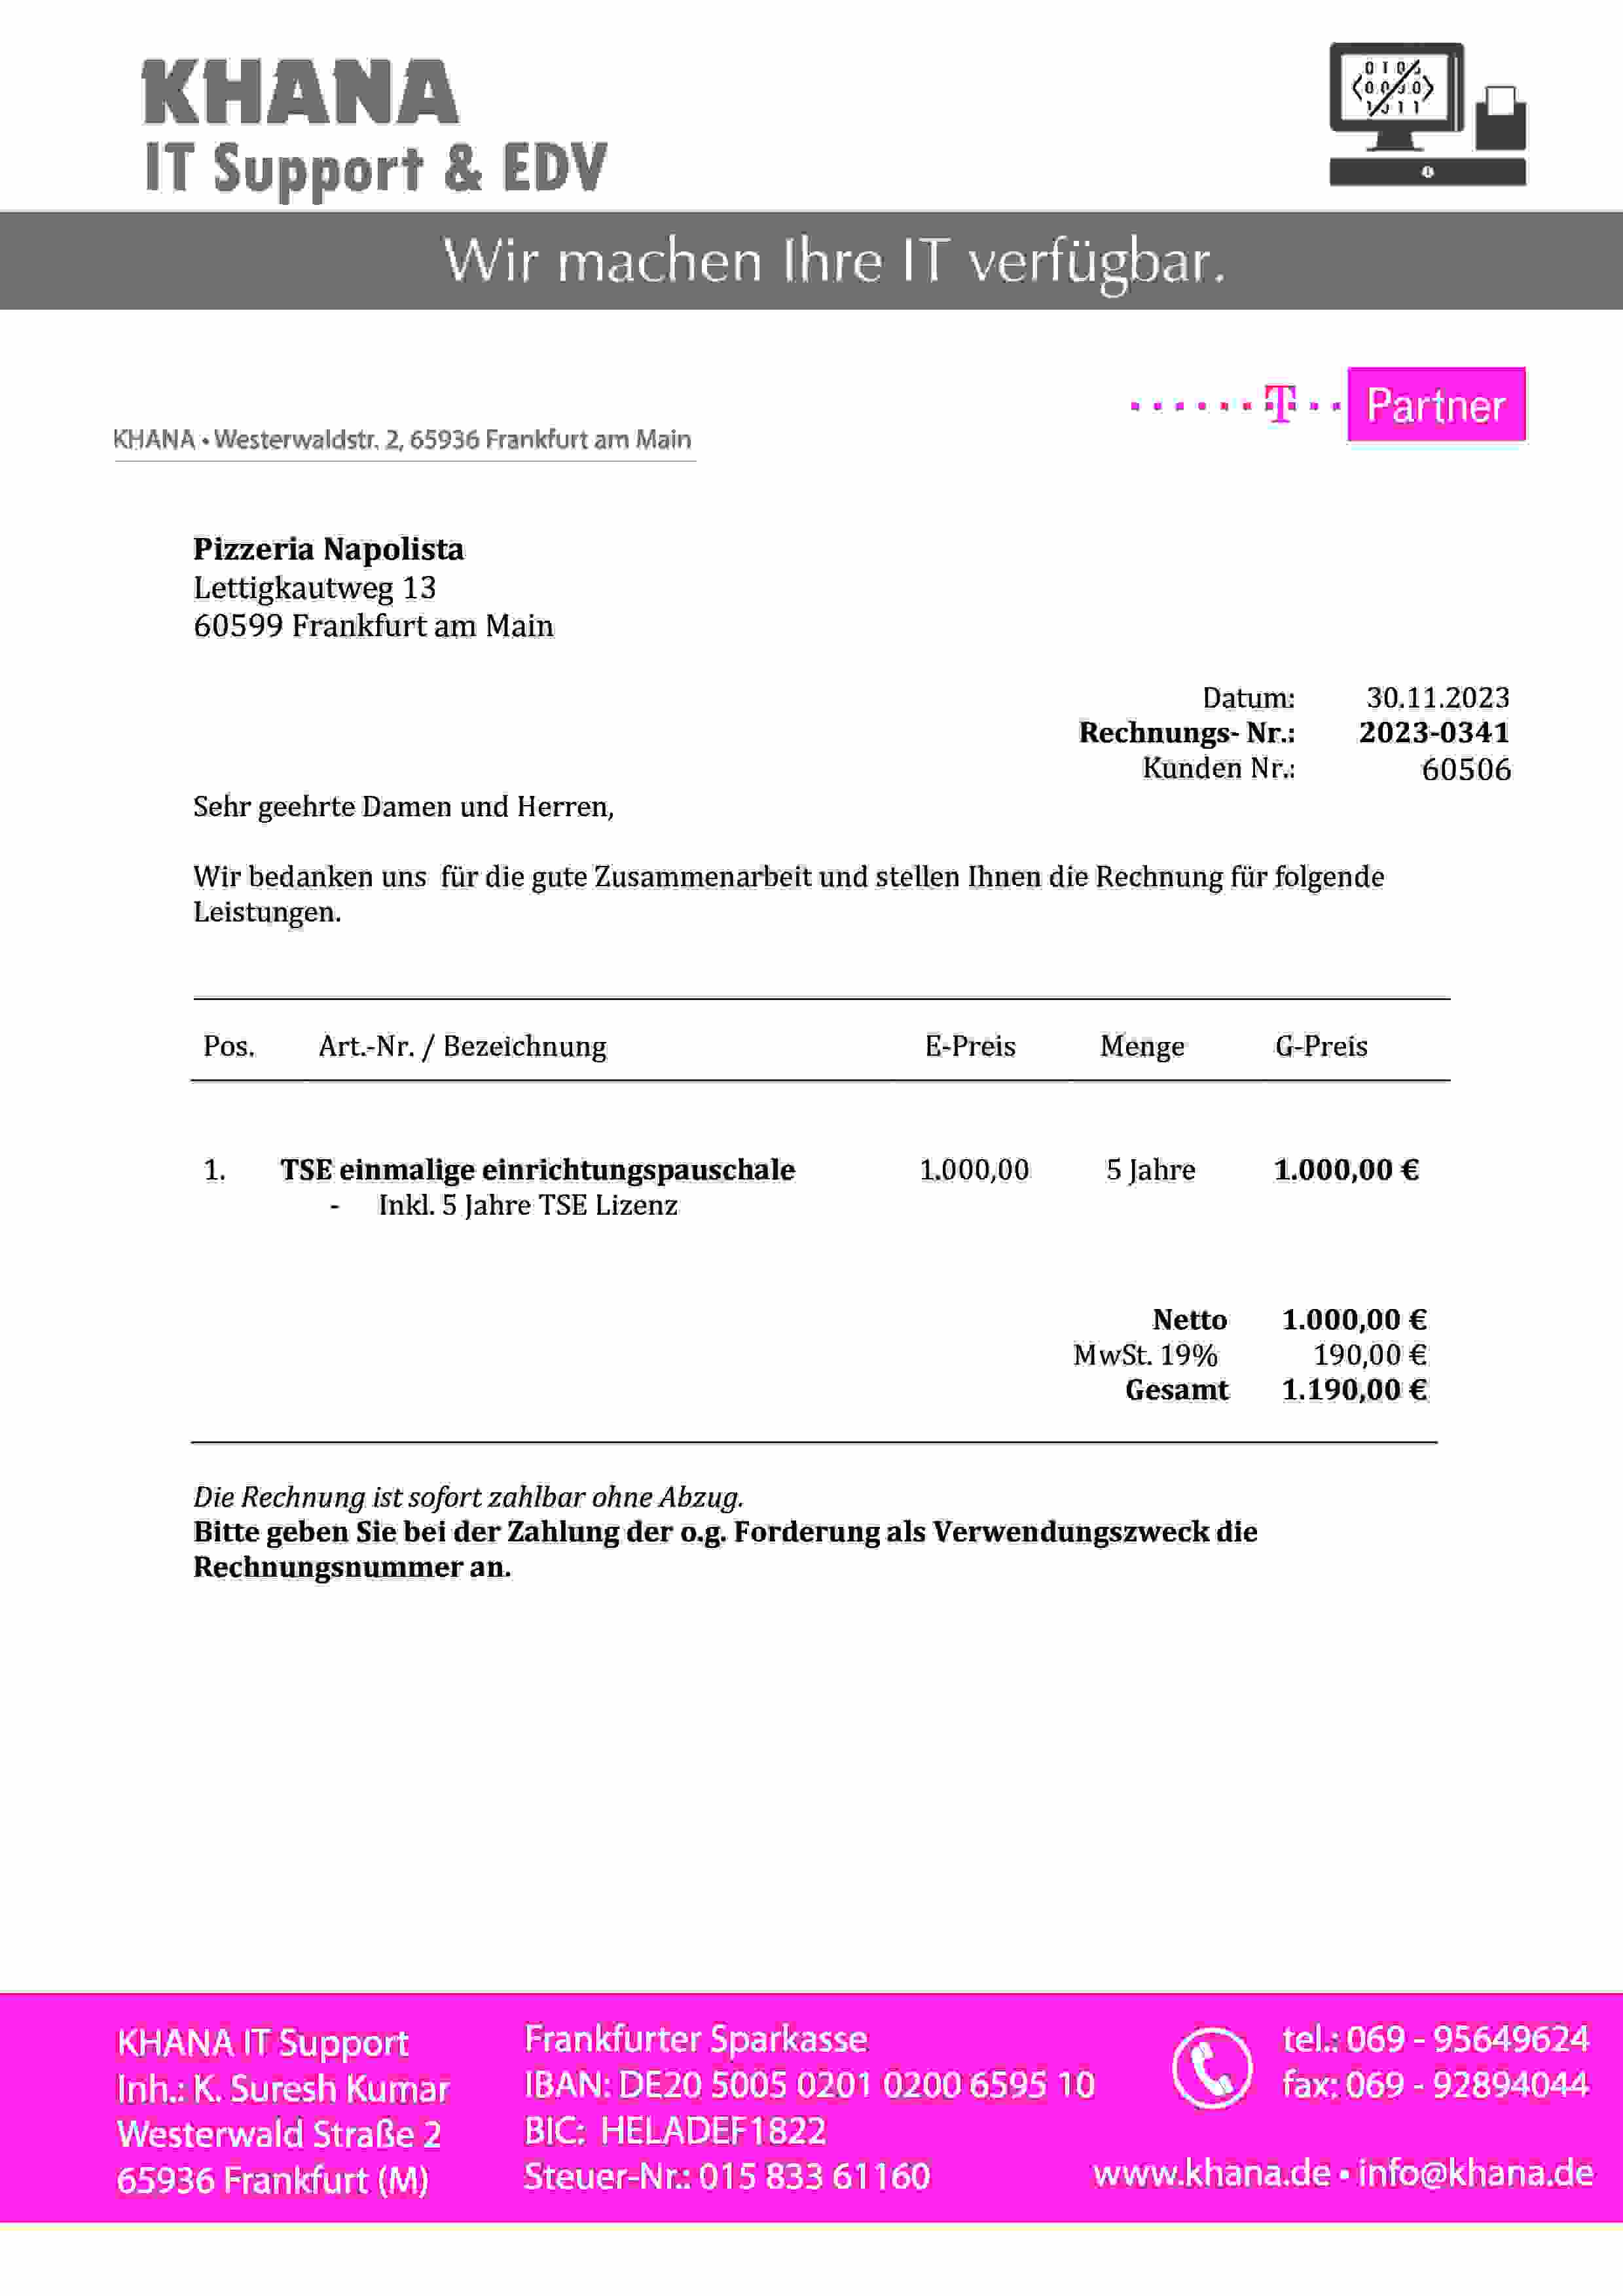 KHANA
IT Support & EDV
Wir machen Ihre IT verfügbar.
T Partner
KHANA • Westerwaldstr. 2, 65936 Frankfurt am Main
Pizzeria Napolista
Lettigkautweg 13
60599 Frankfurt am Main
Datum: 30.11.2023
Rechnungs- Nr.: 2023-0341
Kunden Nr.: 60506
Sehr geehrte Damen und Herren,
Wir bedanken uns für die gute Zusammenarbeit und stellen Ihnen die Rechnung für folgende
Leistungen.
Pos. Art.-Nr. / Bezeichnung E-Preis Menge G-Preis
1. TSE einmalige einrichtungspauschale 1.000,00 5 Jahre 1.000,00 €
- Inkl. 5 Jahre TSE Lizenz
Netto 1.000,00 €
MwSt. 19% 190,00 €
Gesamt 1.190,00 €
Die Rechnung ist sofort zahlbar ohne Abzug.
Bitte geben Sie bei der Zahlung der o.g. Forderung als Verwendungszweck die
Rechnungsnummer an.
KHANA IT Support
Inh.: K. Suresh Kumar
Westerwald Straße 2
65936 Frankfurt (M)
Frankfurter Sparkasse
IBAN: DE20 5005 0201 0200 6595 10
BIC: HELADEF1822
Steuer-Nr.: 015 833 61160
tel.: 069 - 95649624
fax: 069 - 92894044
www.khana.de • info@khana.de